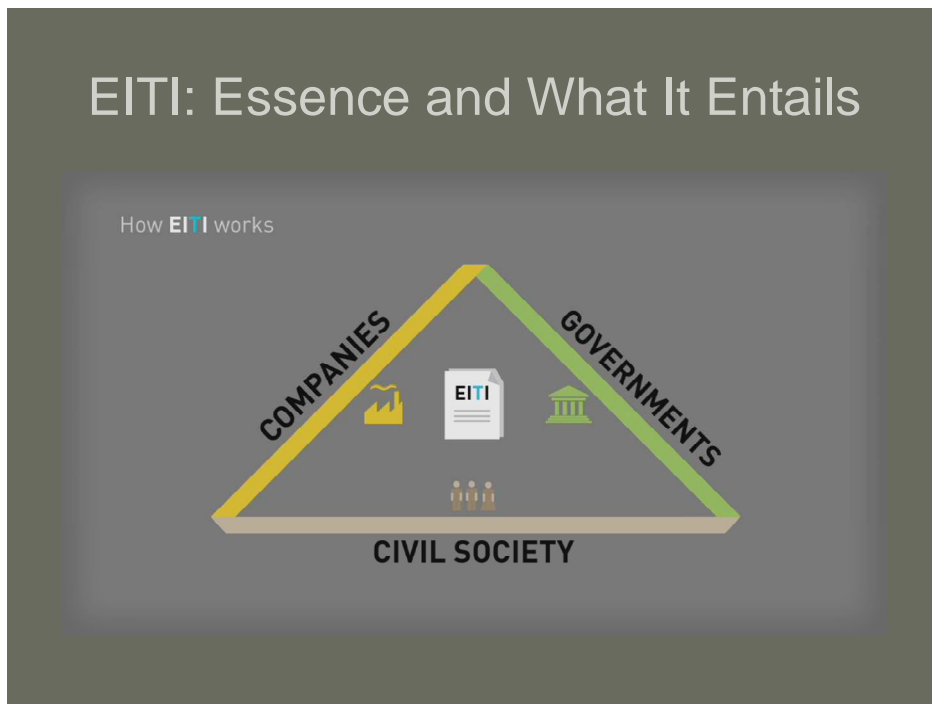 EITI: Essence and What It Entails
How EITI works
COMPANIES
GOVERNMENTS
EITI
CIVIL SOCIETY